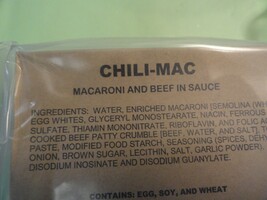 CHILI-MAC
MACARONI AND BEEF IN SAUCE
INGREDIENTS: WATER, ENRICHED MACARONI [SEMOLINA (WH
EGG WHITES, GLYCERYL MONOSTEARATE, NIACIN, FERROUS
SULFATE, THIAMIN MONONITRATE, RIBOFLAVIN, AND FOLIC A
COOKED BEEF PATTY CRUMBLE [BEEF, WATER, AND SALT], T
PASTE, MODIFIED FOOD STARCH, SEASONING (SPICES, DEH
ONION, BROWN SUGAR, LECITHIN, SALT, GARLIC POWDER),
DISODIUM INOSINATE AND DISODIUM GUANYLATE.
CONTAINS: EGG, SOY, AND WHEAT